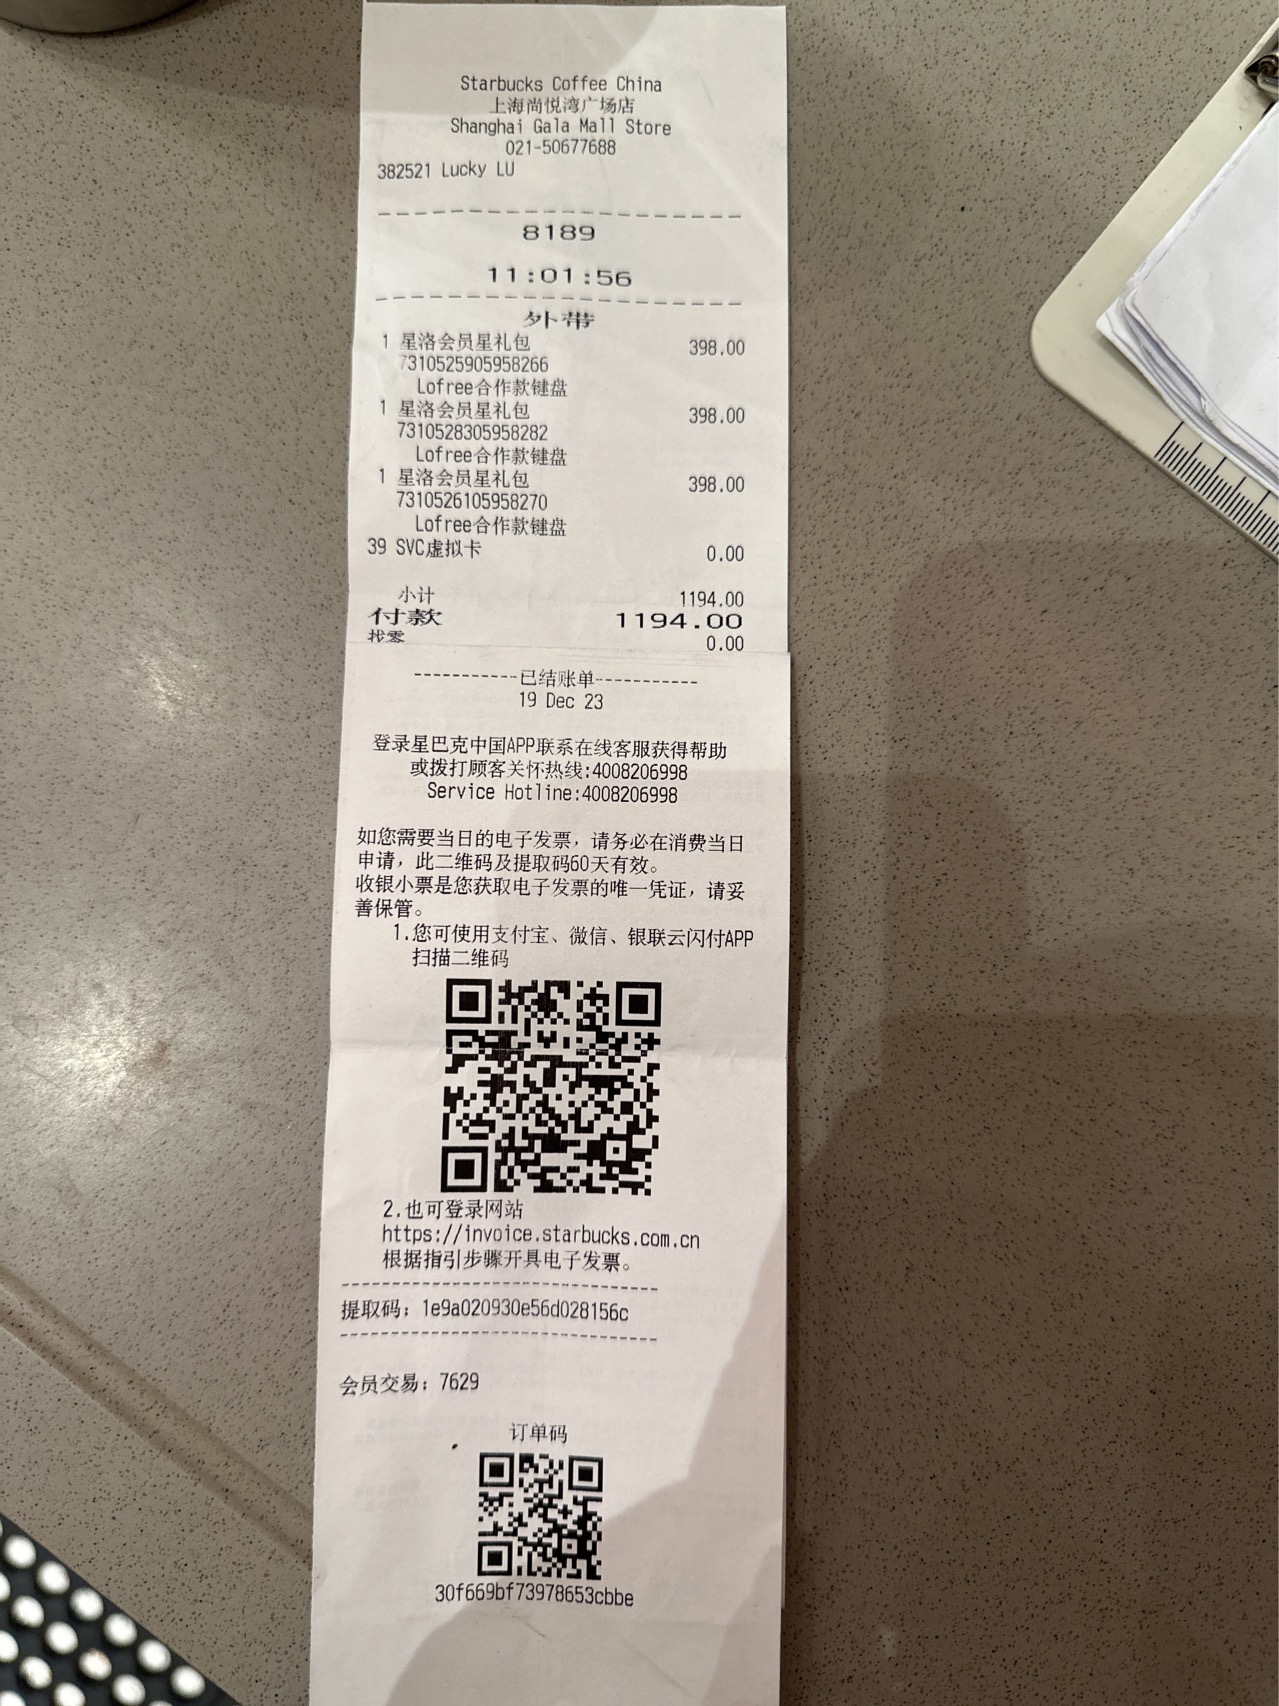 Starbucks Coffee China
上海尚悦湾广场店
Shanghai Gala Mall Store
021-50677688
382521 Lucky LU
8189
11:01:56
外带
1 星洛会员星礼包 398.00
7310525905958266
Lofree合作款键盘
1 星洛会员星礼包 398.00
7310528305958282
Lofree合作款键盘
1 星洛会员星礼包 398.00
7310526105958270
Lofree合作款键盘
39 SVC虚拟卡 0.00
小计 1194.00
付款 1194.00
找零 0.00
-----------已结账单-----------
19 Dec 23
登录星巴克中国APP联系在线客服获得帮助
或拨打顾客关怀热线:4008206998
Service Hotline:4008206998
如您需要当日的电子发票，请务必在消费当日
申请，此二维码及提取码60天有效。
收银小票是您获取电子发票的唯一凭证，请妥
善保管。
1.您可使用支付宝、微信、银联云闪付APP
扫描二维码
2.也可登录网站
https://invoice.starbucks.com.cn
根据指引步骤开具电子发票。
提取码：1e9a020930e56d028156c
会员交易：7629
订单码
30f669bf73978653cbbe